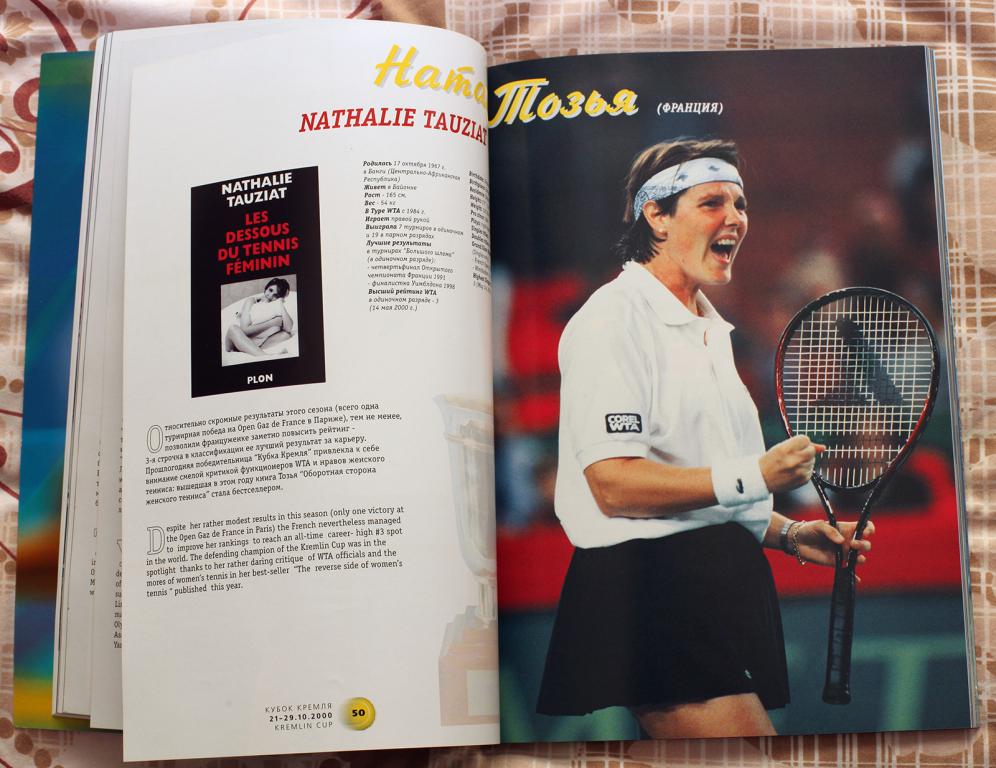 Ната
Тозья (ФРАНЦИЯ)
NATHALIE TAUZIAT
NATHALIE
TAUZIAT
LES
DESSOUS
DU TENNIS
FÉMININ
PLON
Родилась 17 октября 1967 г.
в Банги (Центрально-Африканская
Республика)
Живет в Байонне
Рост - 165 см.
Вес - 54 кг
В Туре WTA с 1984 г.
Играет правой рукой
Выиграла 7 турниров в одиночном
и 19 в парном разрядах
Лучшие результаты
в турнирах "Большого шлема"
(в одиночном разряде):
- четвертьфинал Открытого
чемпионата Франции 1991
- финалистка Уимблдона 1998
Высший рейтинг WTA
в одиночном разряде - 3
(14 мая 2000 г.)
Относительно скромные результаты этого сезона (всего одна
турнирная победа на Open Gaz de France в Париже), тем не менее,
позволили француженке заметно повысить рейтинг -
3-я строчка в классификации ее лучший результат за карьеру.
Прошлогодняя победительница "Кубка Кремля" привлекла к себе
внимание смелой критикой функционеров WTA и нравов женского
тенниса: вышедшая в этом году книга Тозья "Оборотная сторона
женского тенниса" стала бестселлером.
Despite her rather modest results in this season (only one victory at
the Open Gaz de France in Paris) the French nevertheless managed
to improve her rankings to reach an all-time career- high #3 spot
in the world. The defending champion of the Kremlin Cup was in the
spotlight thanks to her rather daring critique of WTA officials and the
mores of women's tennis in her best-seller "The reverse side of women's
tennis " published this year.
КУБОК КРЕМЛЯ
21-29.10.2000
KREMLIN CUP
50
COREL
WTA